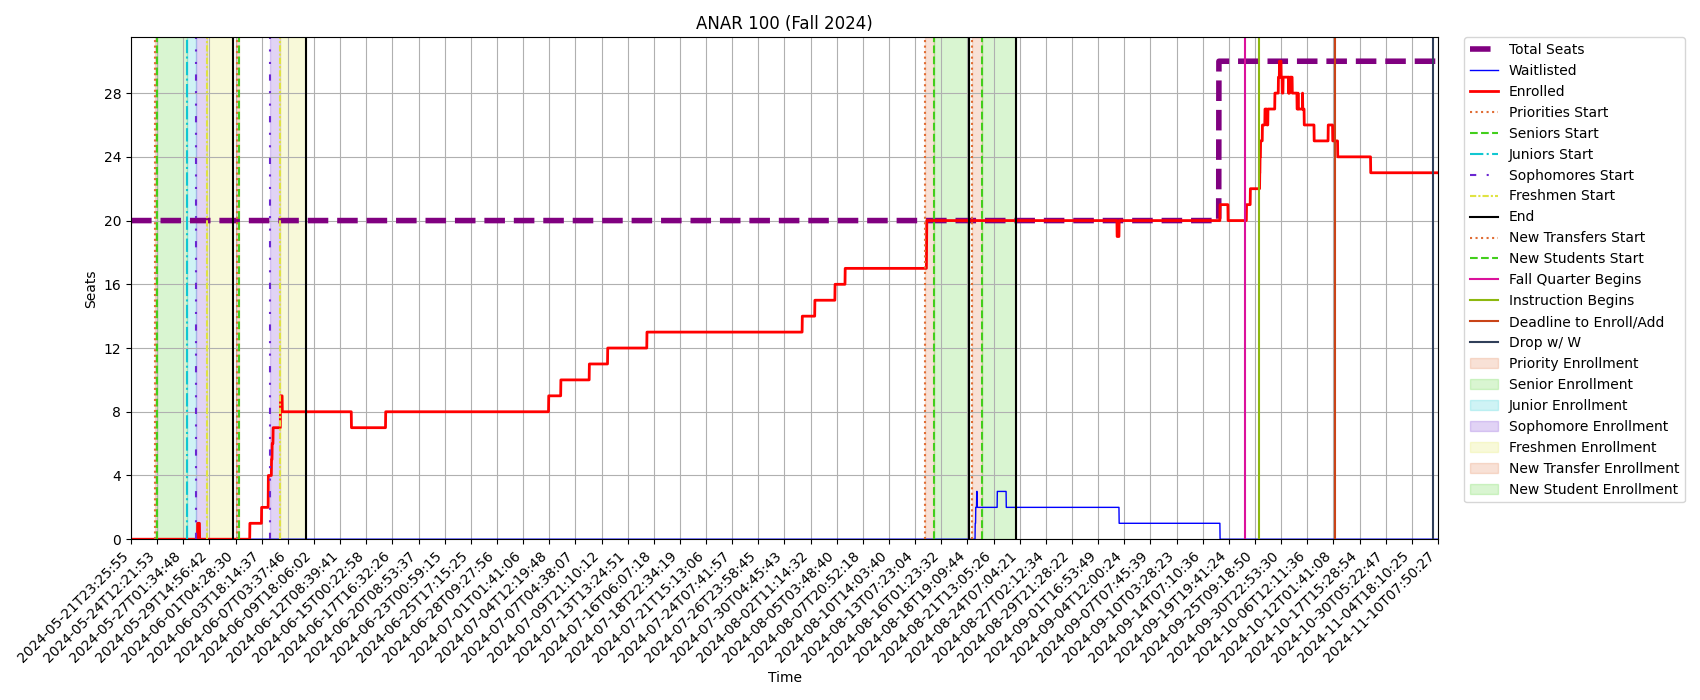 ANAR 100 (Fall 2024)
Seats
28
24
20
16
12
8
4
0
2024-05-21T23:25:55
2024-05-24T12:21:53
2024-05-27T01:34:48
2024-05-29T14:56:42
2024-06-01T04:28:30
2024-06-03T18:14:37
2024-06-07T03:37:46
2024-06-09T18:06:02
2024-06-12T08:39:41
2024-06-15T00:22:58
2024-06-17T16:32:26
2024-06-20T08:53:37
2024-06-23T00:59:15
2024-06-25T17:15:25
2024-06-28T09:27:56
2024-07-01T01:41:06
2024-07-04T12:19:48
2024-07-07T04:38:07
2024-07-09T21:10:12
2024-07-13T13:24:51
2024-07-16T06:07:18
2024-07-18T22:34:19
2024-07-21T15:13:06
2024-07-24T07:41:57
2024-07-26T23:58:45
2024-07-30T04:45:43
2024-08-02T11:14:32
2024-08-05T03:48:40
2024-08-07T20:52:18
2024-08-10T14:03:40
2024-08-13T07:23:04
2024-08-16T01:23:32
2024-08-18T19:09:44
2024-08-21T13:05:26
2024-08-24T07:04:21
2024-08-27T02:12:34
2024-08-29T21:28:22
2024-09-01T16:53:49
2024-09-04T12:00:24
2024-09-07T07:45:39
2024-09-10T03:28:23
2024-09-14T07:10:36
2024-09-19T19:41:24
2024-09-25T09:18:50
2024-09-30T22:53:30
2024-10-06T12:11:36
2024-10-12T01:41:08
2024-10-17T15:28:54
2024-10-30T05:22:47
2024-11-04T18:10:25
2024-11-10T07:50:27
Time
Total Seats
Waitlisted
Enrolled
Priorities Start
Seniors Start
Juniors Start
Sophomores Start
Freshmen Start
End
New Transfers Start
New Students Start
Fall Quarter Begins
Instruction Begins
Deadline to Enroll/Add
Drop w/ W
Priority Enrollment
Senior Enrollment
Junior Enrollment
Sophomore Enrollment
Freshmen Enrollment
New Transfer Enrollment
New Student Enrollment